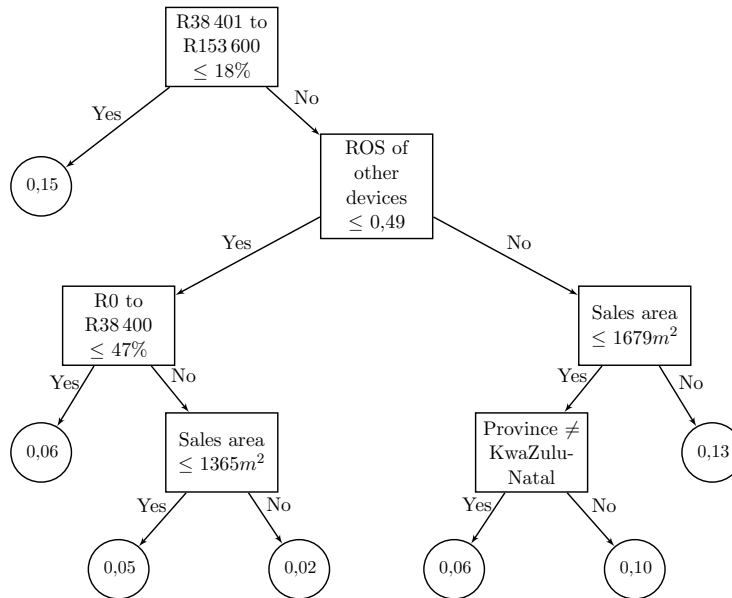 R38 401 to
R153 600
≤ 18%
Yes
No
0,15
ROS of
other
devices
≤ 0,49
Yes
No
R0 to
R38 400
≤ 47%
Sales area
≤ 1679m²
Yes
No
Yes
No
0,06
Sales area
≤ 1365m²
Province ≠
KwaZulu-
Natal
0,13
Yes
No
Yes
No
0,05
0,02
0,06
0,10